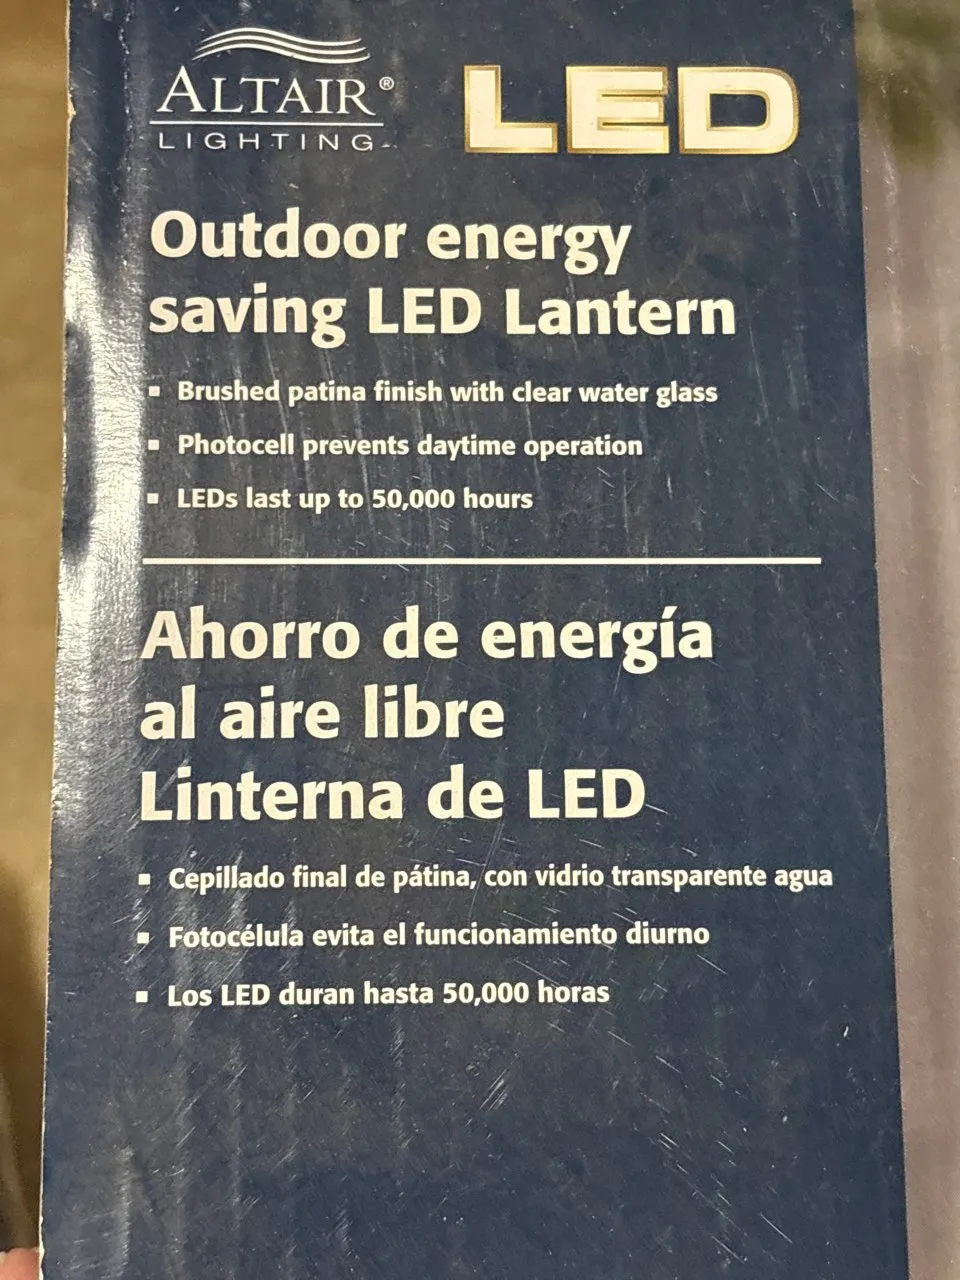 ALTAIR®
LIGHTING
LED
Outdoor energy
saving LED Lantern
▪ Brushed patina finish with clear water glass
▪ Photocell prevents daytime operation
▪ LEDs last up to 50,000 hours
Ahorro de energía
al aire libre
Linterna de LED
▪ Cepillado final de pátina, con vidrio transparente agua
▪ Fotocélula evita el funcionamiento diurno
▪ Los LED duran hasta 50,000 horas